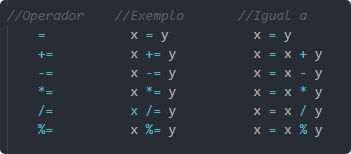 //Operador //Exemplo //Igual a
= x = y x = y
+= x += y x = x + y
-= x -= y x = x - y
*= x *= y x = x * y
/= x /= y x = x / y
%= x %= y x = x % y